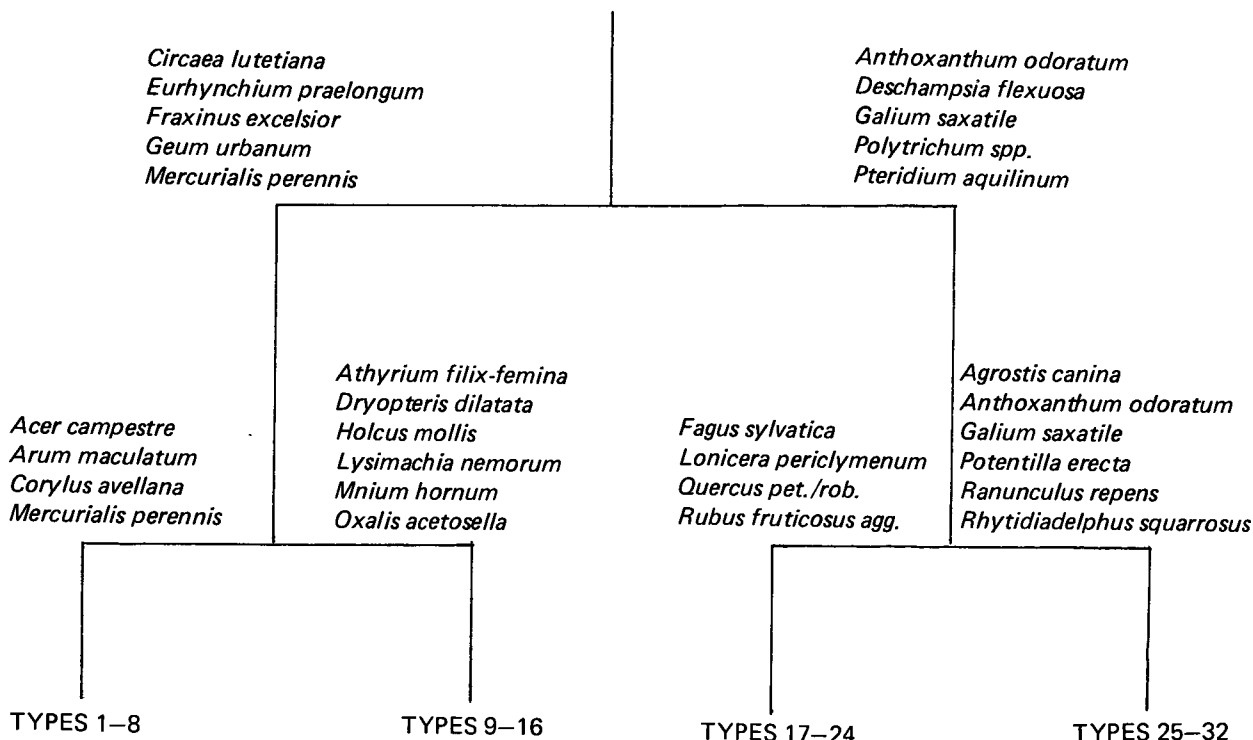 Circaea lutetiana
Eurhynchium praelongum
Fraxinus excelsior
Geum urbanum
Mercurialis perennis
Anthoxanthum odoratum
Deschampsia flexuosa
Galium saxatile
Polytrichum spp.
Pteridium aquilinum
Acer campestre
Arum maculatum
Corylus avellana
Mercurialis perennis
Athyrium filix-femina
Dryopteris dilatata
Holcus mollis
Lysimachia nemorum
Mnium hornum
Oxalis acetosella
Fagus sylvatica
Lonicera periclymenum
Quercus pet./rob.
Rubus fruticosus agg.
Agrostis canina
Anthoxanthum odoratum
Galium saxatile
Potentilla erecta
Ranunculus repens
Rhytidiadelphus squarrosus
TYPES 1–8
TYPES 9–16
TYPES 17–24
TYPES 25–32